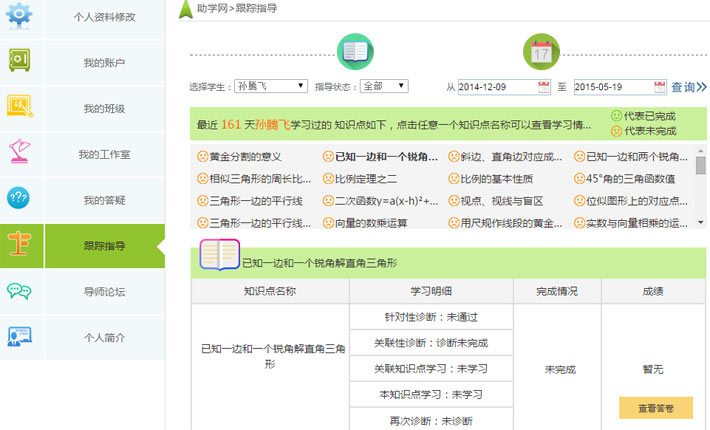 助学网>跟踪指导
个人资料修改
我的账户
我的班级
我的工作室
我的答疑
跟踪指导
导师论坛
个人简介
17
选择学生： 孙腾飞 指导状态： 全部 从 2014-12-09 至 2015-05-19 查询
最近 161 天孙腾飞学习过的 知识点如下，点击任意一个知识点名称可以查看学习情...
代表已完成
代表未完成
黄金分割的意义 已知一边和一个锐角... 斜边、直角边对应成... 已知一边和两个锐角...
相似三角形的周长比... 比例定理之二 比例的基本性质 45°角的三角函数值
三角形一边的平行线 二次函数y=a(x-h)²+... 视点、视线与盲区 位似图形上的对应点...
三角形一边的平行线... 向量的数乘运算 用尺规作线段的黄金... 实数与向量相乘的运...
已知一边和一个锐角解直角三角形
知识点名称 学习明细 完成情况 成绩
已知一边和一个锐角解直角三角形
针对性诊断：未通过
关联性诊断：诊断未完成
关联知识点学习：未学习
本知识点学习：未学习
再次诊断：未诊断
未完成
暂无
查看答卷